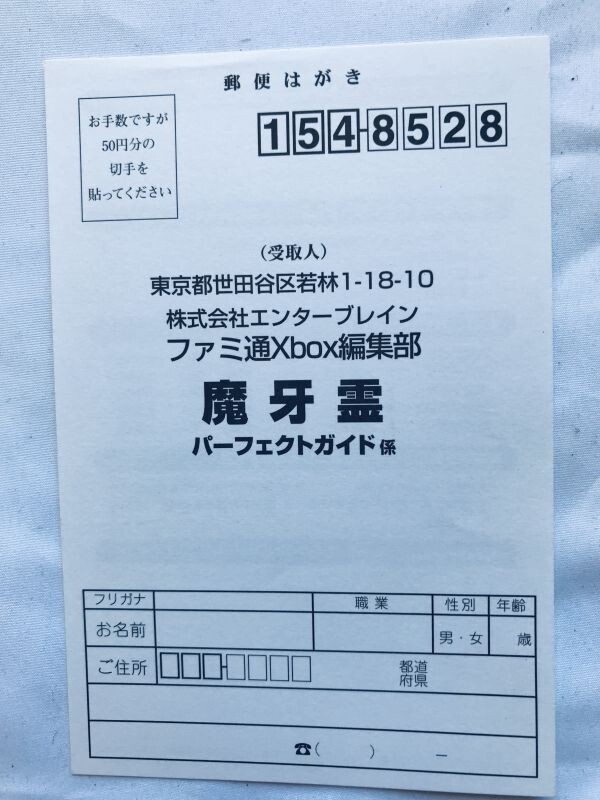 郵便はがき
お手数ですが
50円分の
切手を
貼ってください
154-8528
（受取人）
東京都世田谷区若林1-18-10
株式会社エンターブレイン
ファミ通Xbox編集部
魔牙霊
パーフェクトガイド係
フリガナ 職業 性別 年齢
お名前 男・女 歳
ご住所 都道
府県
☎( ) －